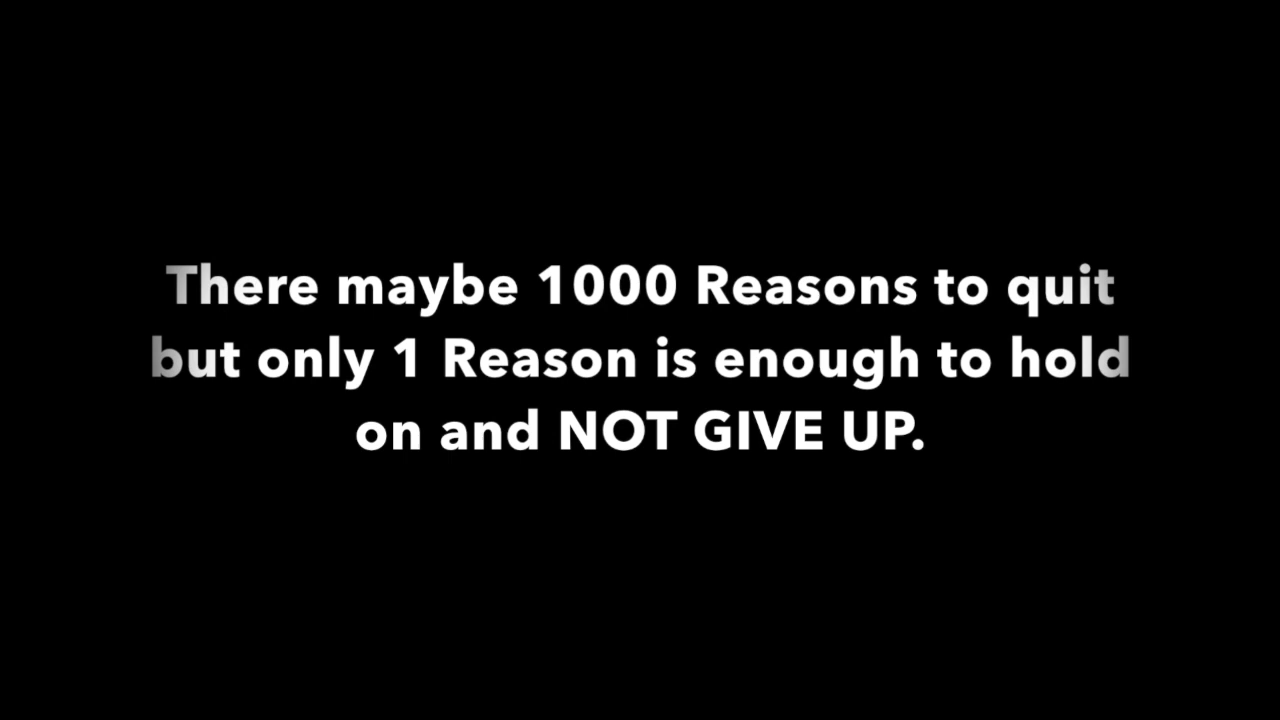 There maybe 1000 Reasons to quit
but only 1 Reason is enough to hold
on and NOT GIVE UP.